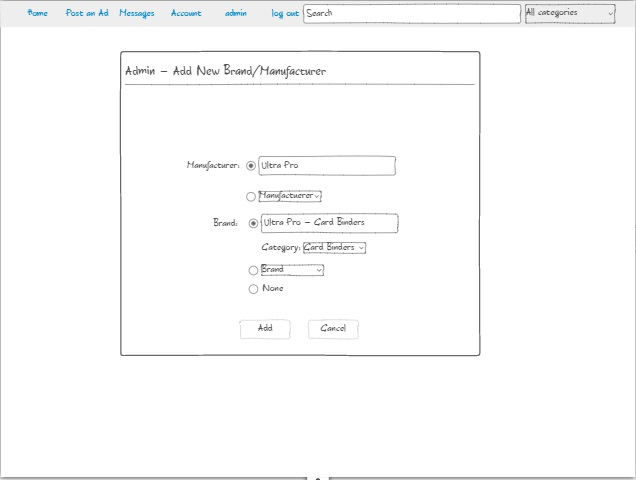 Home Post an Ad Messages Account admin log out Search All categories
Admin – Add New Brand/Manufacturer
Manufacturer: Ultra Pro
Manufactuerer
Brand: Ultra Pro – Card Binders
Category: Card Binders
Brand
None
Add Cancel